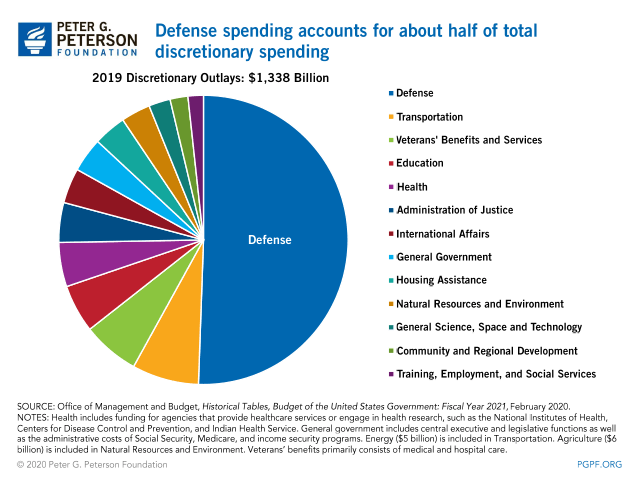 PETER G.
PETERSON
FOUNDATION
Defense spending accounts for about half of total
discretionary spending
2019 Discretionary Outlays: $1,338 Billion
Defense
Defense
Transportation
Veterans' Benefits and Services
Education
Health
Administration of Justice
International Affairs
General Government
Housing Assistance
Natural Resources and Environment
General Science, Space and Technology
Community and Regional Development
Training, Employment, and Social Services
SOURCE: Office of Management and Budget, Historical Tables, Budget of the United States Government: Fiscal Year 2021, February 2020.
NOTES: Health includes funding for agencies that provide healthcare services or engage in health research, such as the National Institutes of Health,
Centers for Disease Control and Prevention, and Indian Health Service. General government includes central executive and legislative functions as well
as the administrative costs of Social Security, Medicare, and income security programs. Energy ($5 billion) is included in Transportation. Agriculture ($6
billion) is included in Natural Resources and Environment. Veterans' benefits primarily consists of medical and hospital care.
© 2020 Peter G. Peterson Foundation
PGPF.ORG